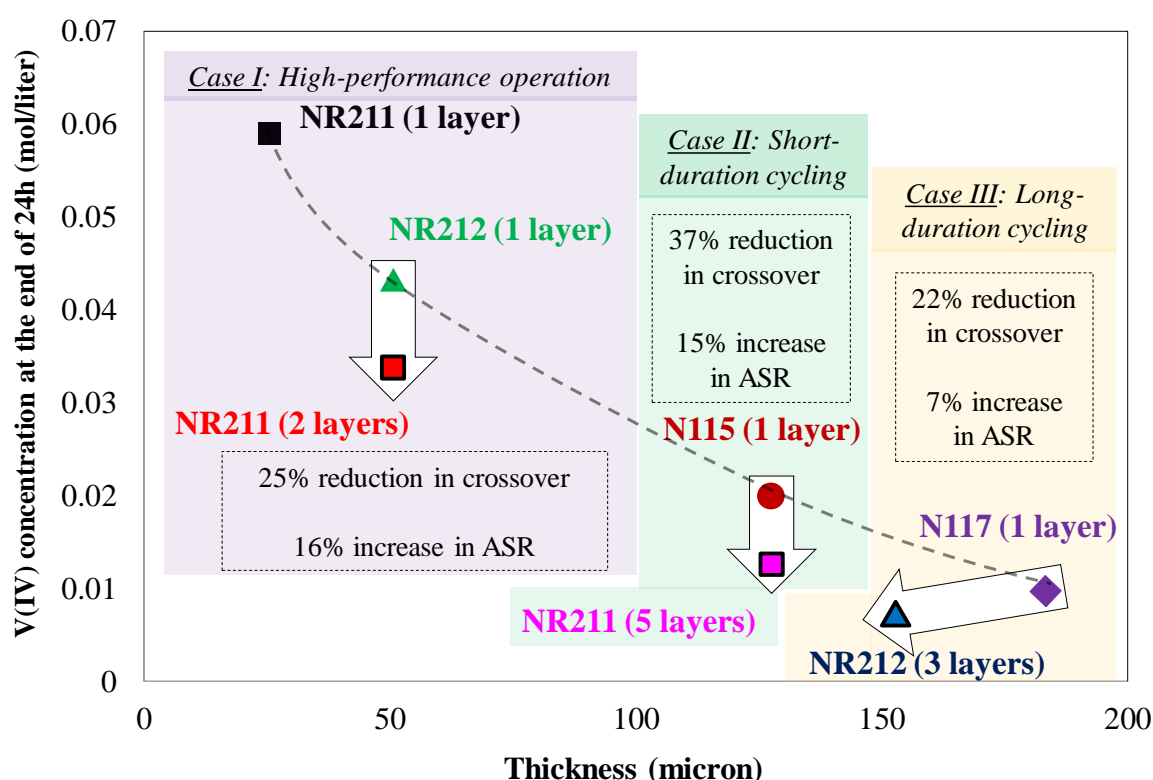 V(IV) concentration at the end of 24h (mol/liter)
0.07
0.06
0.05
0.04
0.03
0.02
0.01
0
Case I: High-performance operation
NR211 (1 layer)
NR212 (1 layer)
NR211 (2 layers)
25% reduction in crossover
16% increase in ASR
Case II: Short-
duration cycling
37% reduction
in crossover
15% increase
in ASR
N115 (1 layer)
NR211 (5 layers)
Case III: Long-
duration cycling
22% reduction
in crossover
7% increase
in ASR
N117 (1 layer)
NR212 (3 layers)
0 50 100 150 200
Thickness (micron)